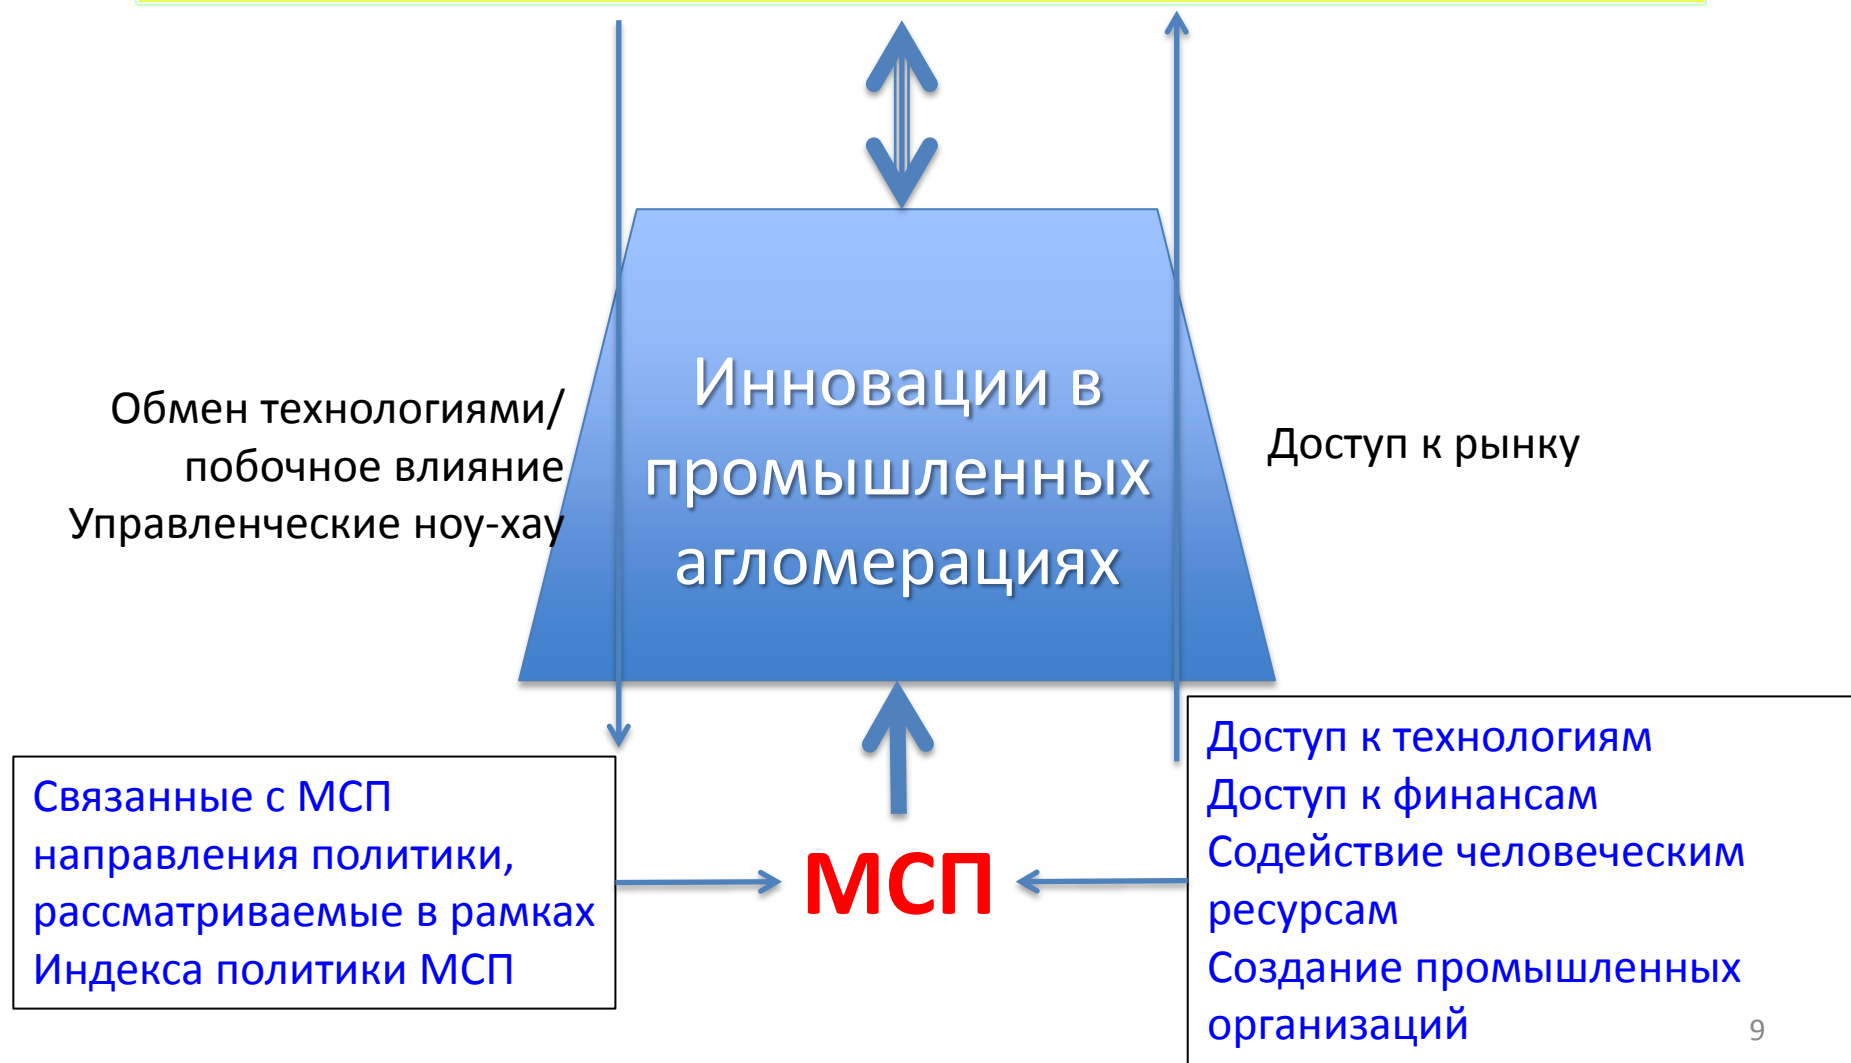 Инновации в
промышленных
агломерациях
Обмен технологиями/
побочное влияние
Управленческие ноу-хау
Доступ к рынку
Связанные с МСП
направления политики,
рассматриваемые в рамках
Индекса политики МСП
МСП
Доступ к технологиям
Доступ к финансам
Содействие человеческим
ресурсам
Создание промышленных
организаций
9